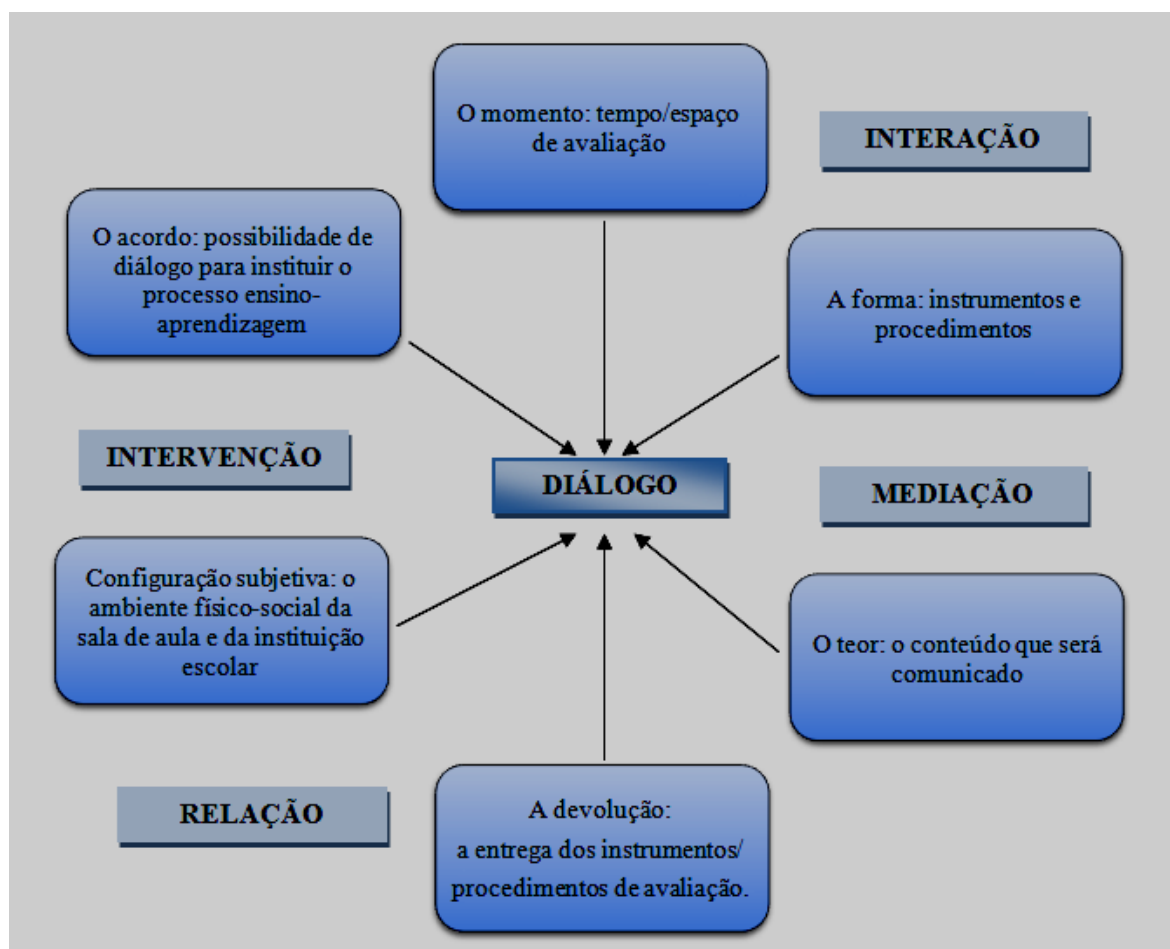 O momento: tempo/espaço
de avaliação
INTERAÇÃO
O acordo: possibilidade de
diálogo para instituir o
processo ensino-
aprendizagem
A forma: instrumentos e
procedimentos
INTERVENÇÃO
DIÁLOGO
MEDIAÇÃO
Configuração subjetiva: o
ambiente físico-social da
sala de aula e da instituição
escolar
O teor: o conteúdo que será
comunicado
RELAÇÃO
A devolução:
a entrega dos instrumentos/
procedimentos de avaliação.